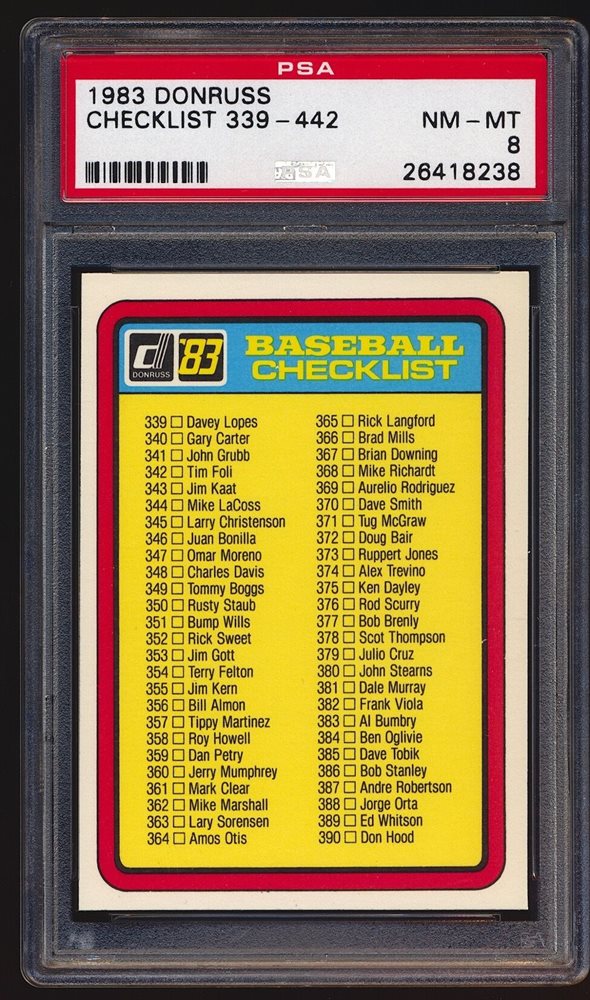 PSA
1983 DONRUSS
CHECKLIST 339-442 NM-MT
8
PSA 26418238
d '83 BASEBALL
DONRUSS CHECKLIST
339 □ Davey Lopes
340 □ Gary Carter
341 □ John Grubb
342 □ Tim Foli
343 □ Jim Kaat
344 □ Mike LaCoss
345 □ Larry Christenson
346 □ Juan Bonilla
347 □ Omar Moreno
348 □ Charles Davis
349 □ Tommy Boggs
350 □ Rusty Staub
351 □ Bump Wills
352 □ Rick Sweet
353 □ Jim Gott
354 □ Terry Felton
355 □ Jim Kern
356 □ Bill Almon
357 □ Tippy Martinez
358 □ Roy Howell
359 □ Dan Petry
360 □ Jerry Mumphrey
361 □ Mark Clear
362 □ Mike Marshall
363 □ Lary Sorensen
364 □ Amos Otis
365 □ Rick Langford
366 □ Brad Mills
367 □ Brian Downing
368 □ Mike Richardt
369 □ Aurelio Rodriguez
370 □ Dave Smith
371 □ Tug McGraw
372 □ Doug Bair
373 □ Ruppert Jones
374 □ Alex Trevino
375 □ Ken Dayley
376 □ Rod Scurry
377 □ Bob Brenly
378 □ Scot Thompson
379 □ Julio Cruz
380 □ John Stearns
381 □ Dale Murray
382 □ Frank Viola
383 □ Al Bumbry
384 □ Ben Oglivie
385 □ Dave Tobik
386 □ Bob Stanley
387 □ Andre Robertson
388 □ Jorge Orta
389 □ Ed Whitson
390 □ Don Hood